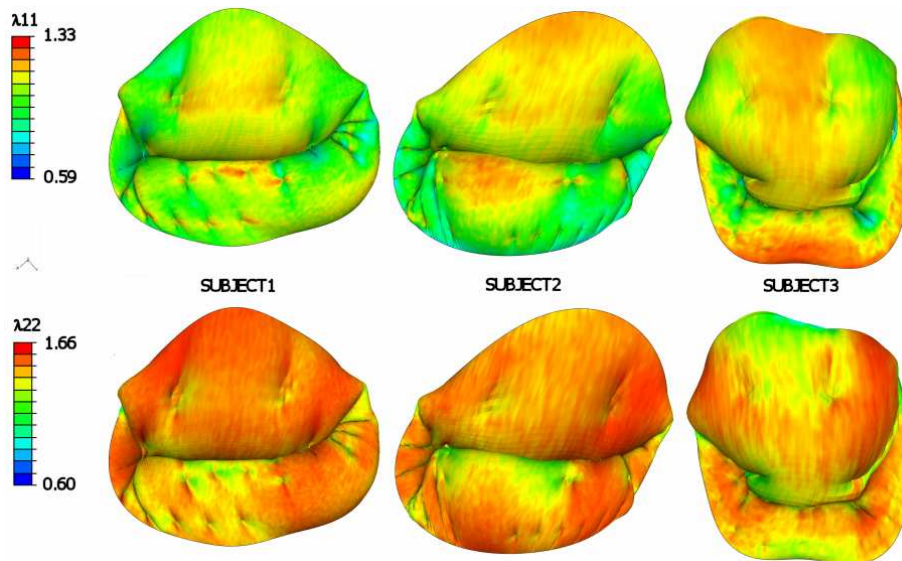 λ11
1.33
0.59
SUBJECT1
SUBJECT2
SUBJECT3
λ22
1.66
0.60